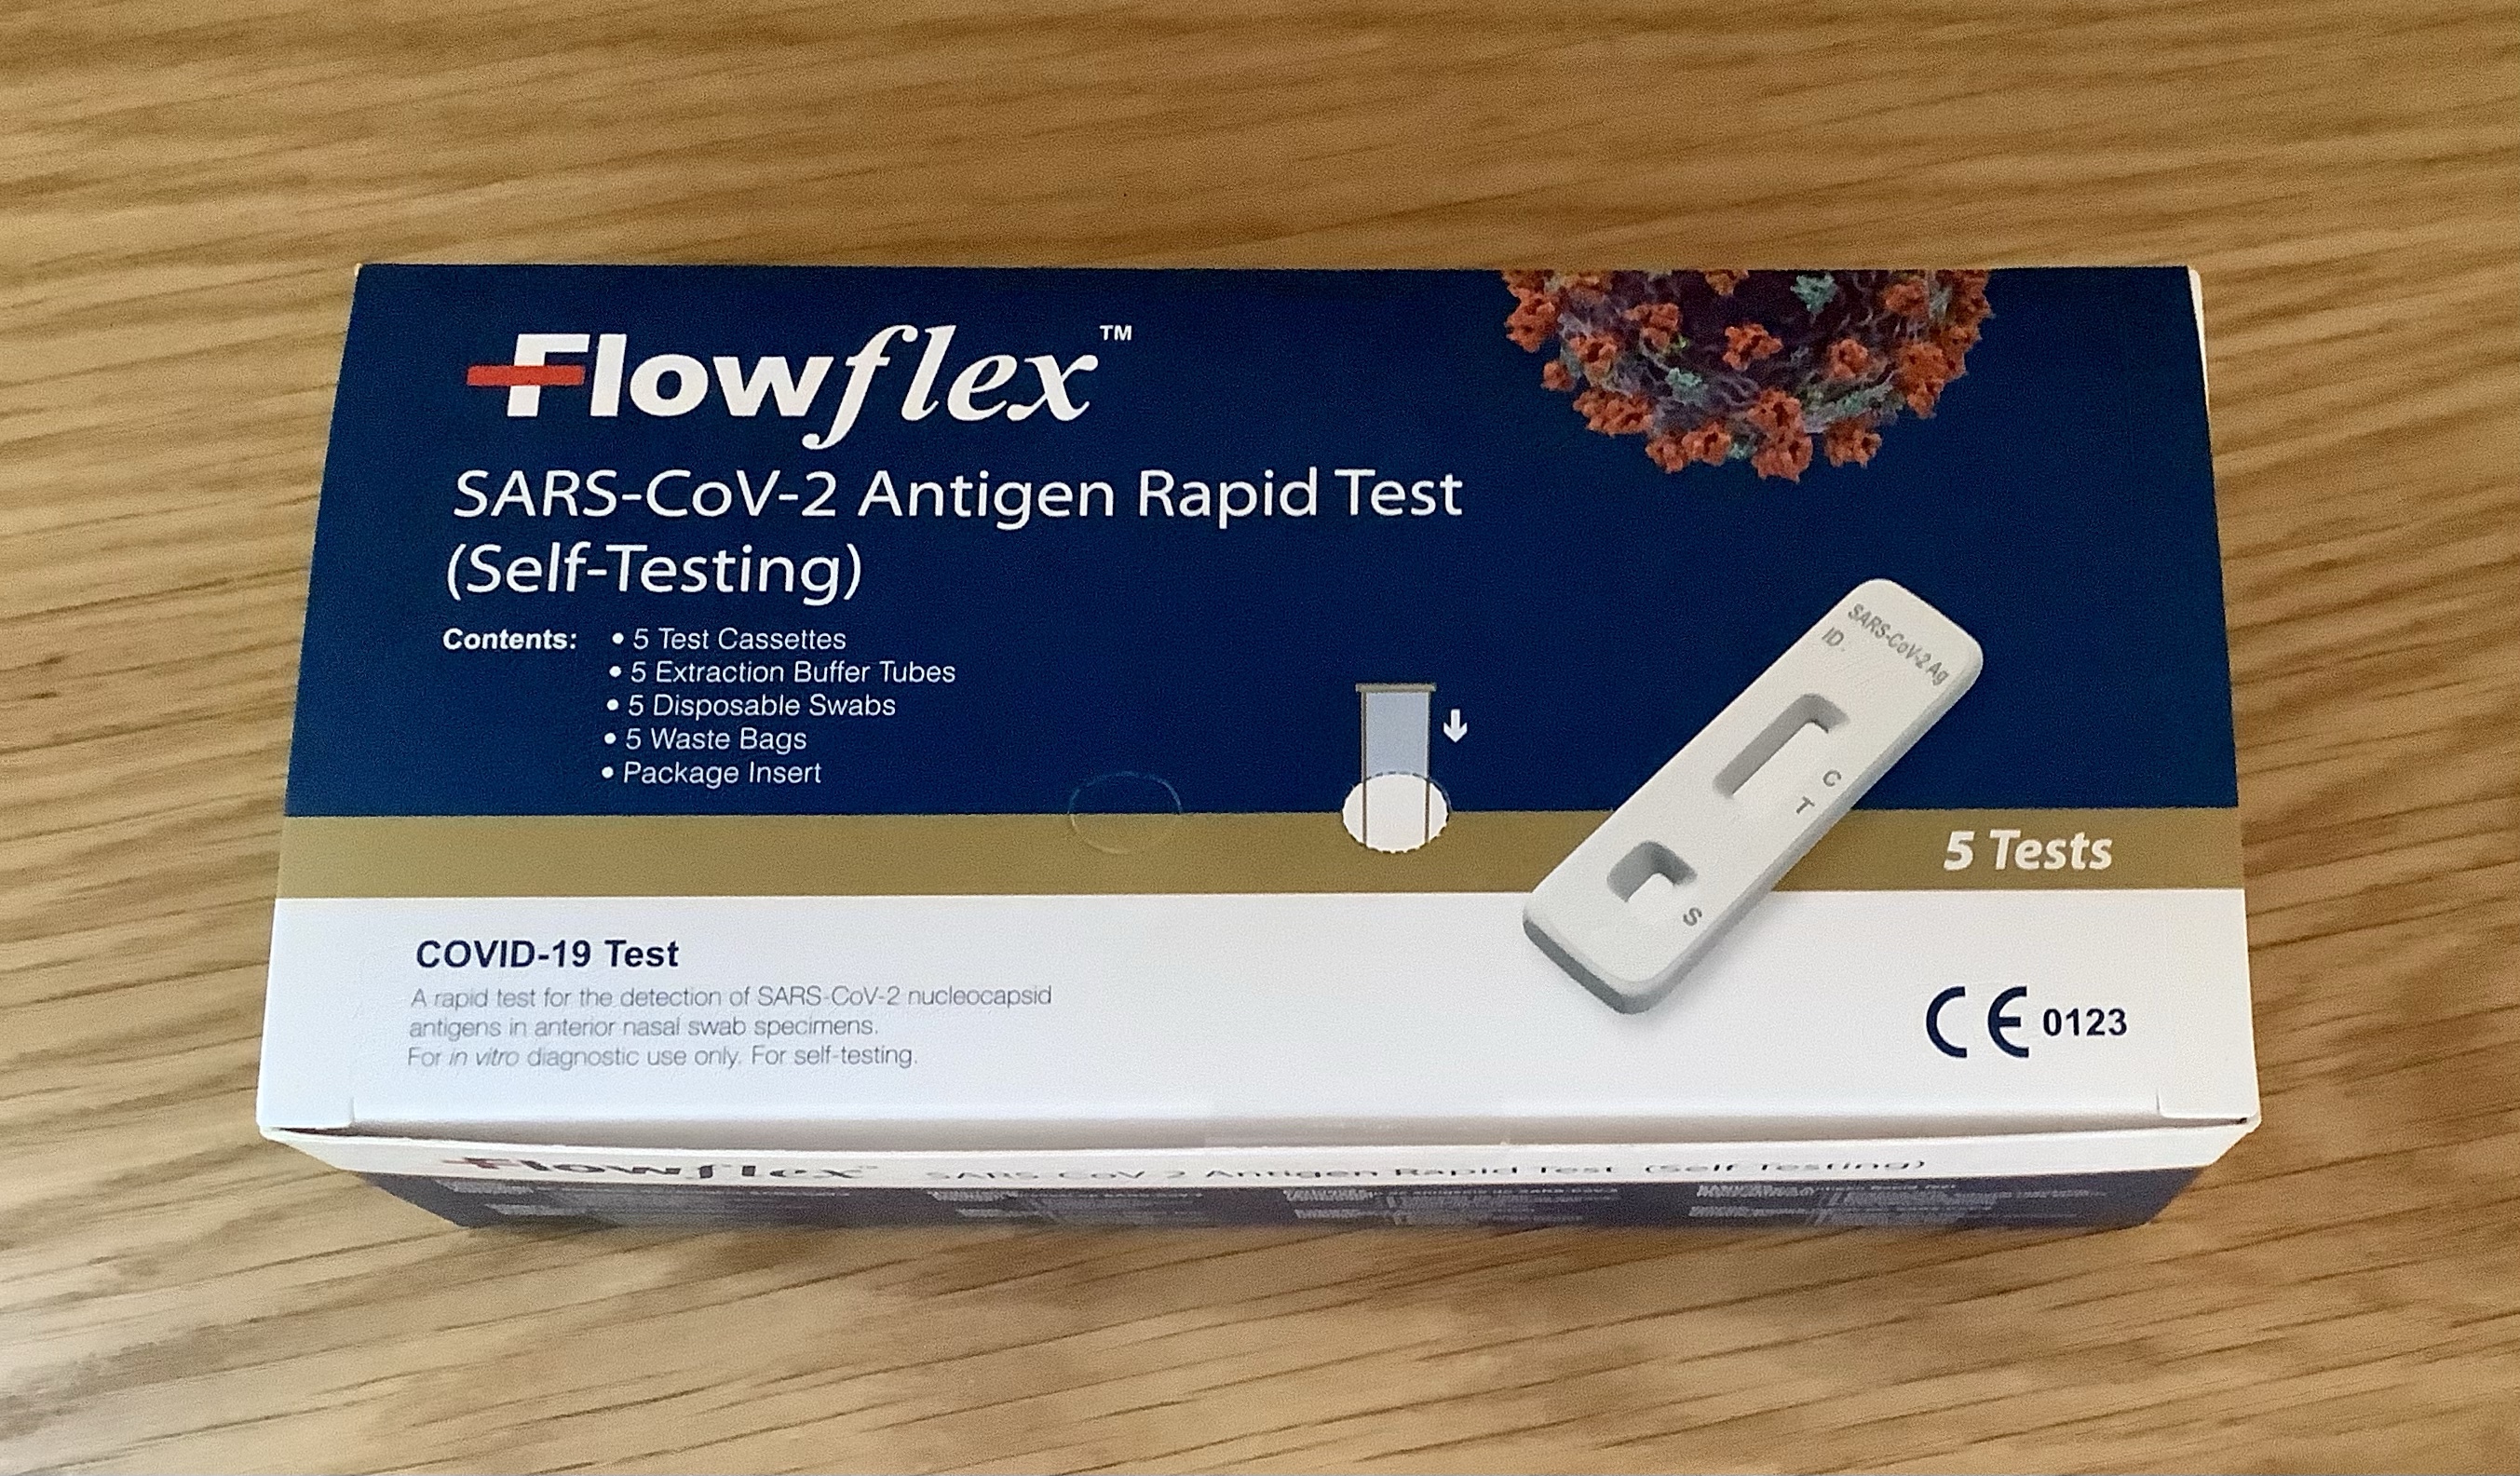 Flowflex™
SARS-CoV-2 Antigen Rapid Test
(Self-Testing)
Contents: • 5 Test Cassettes
• 5 Extraction Buffer Tubes
• 5 Disposable Swabs
• 5 Waste Bags
• Package Insert
SARS-CoV-2 Ag
ID.
C
T
S
5 Tests
COVID-19 Test
A rapid test for the detection of SARS-CoV-2 nucleocapsid
antigens in anterior nasal swab specimens.
For in vitro diagnostic use only. For self-testing.
CE 0123
Flowflex™ SARS-CoV-2 Antigen Rapid Test (Self-Testing)